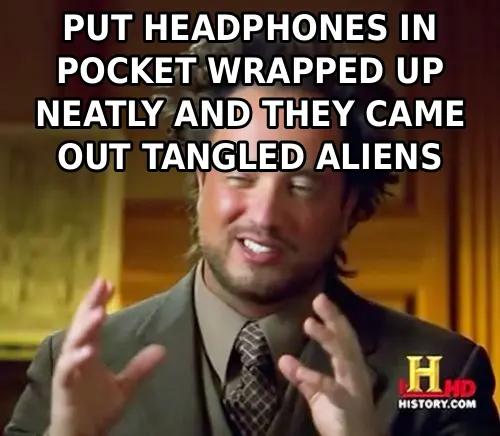 PUT HEADPHONES IN
POCKET WRAPPED UP
NEATLY AND THEY CAME
OUT TANGLED ALIENS
H HD
HISTORY.COM